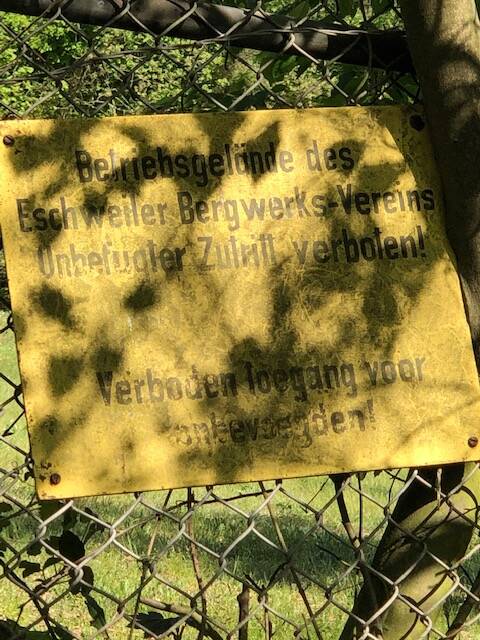 Betriebsgelände des
Eschweiler Bergwerks-Vereins
Unbefugter Zutritt verboten!
Verboden toegang voor
onbevoegden!